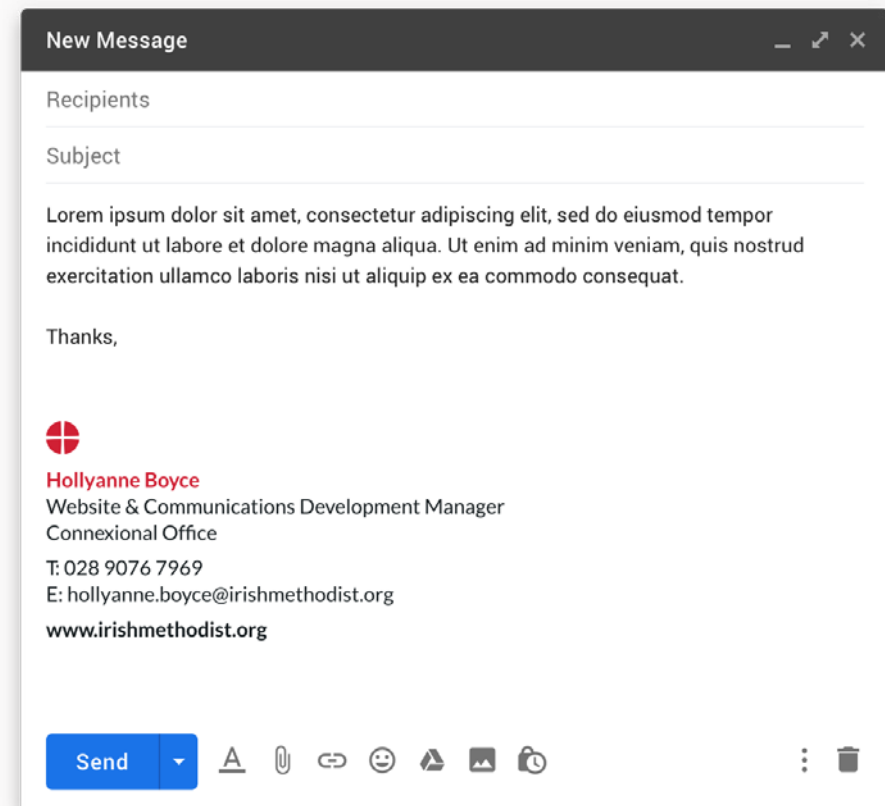 New Message
Recipients
Subject
Lorem ipsum dolor sit amet, consectetur adipiscing elit, sed do eiusmod tempor
incididunt ut labore et dolore magna aliqua. Ut enim ad minim veniam, quis nostrud
exercitation ullamco laboris nisi ut aliquip ex ea commodo consequat.
Thanks,
Hollyanne Boyce
Website & Communications Development Manager
Connexional Office
T: 028 9076 7969
E: hollyanne.boyce@irishmethodist.org
www.irishmethodist.org
Send